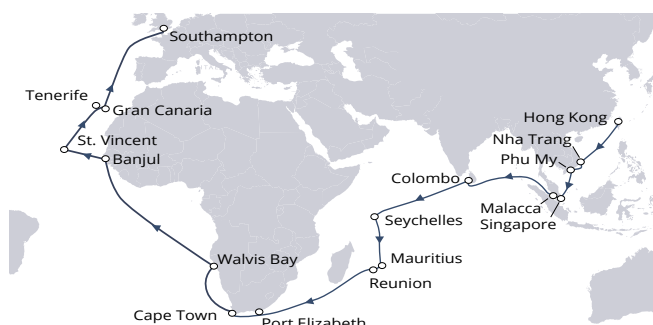 Southampton
Tenerife
Gran Canaria
Hong Kong
St. Vincent
Nha Trang
Banjul
Phu My
Colombo
Malacca
Seychelles
Singapore
Walvis Bay
Mauritius
Reunion
Cape Town
Port Elizabeth